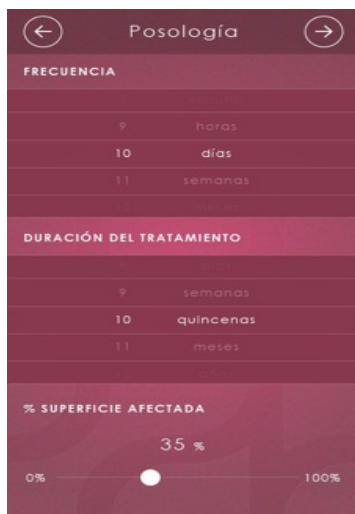 Posología
FRECUENCIA
9 horas
10 días
11 semanas
DURACIÓN DEL TRATAMIENTO
9 semanas
10 quincenas
11 meses
% SUPERFICIE AFECTADA
35 %
0% 100%